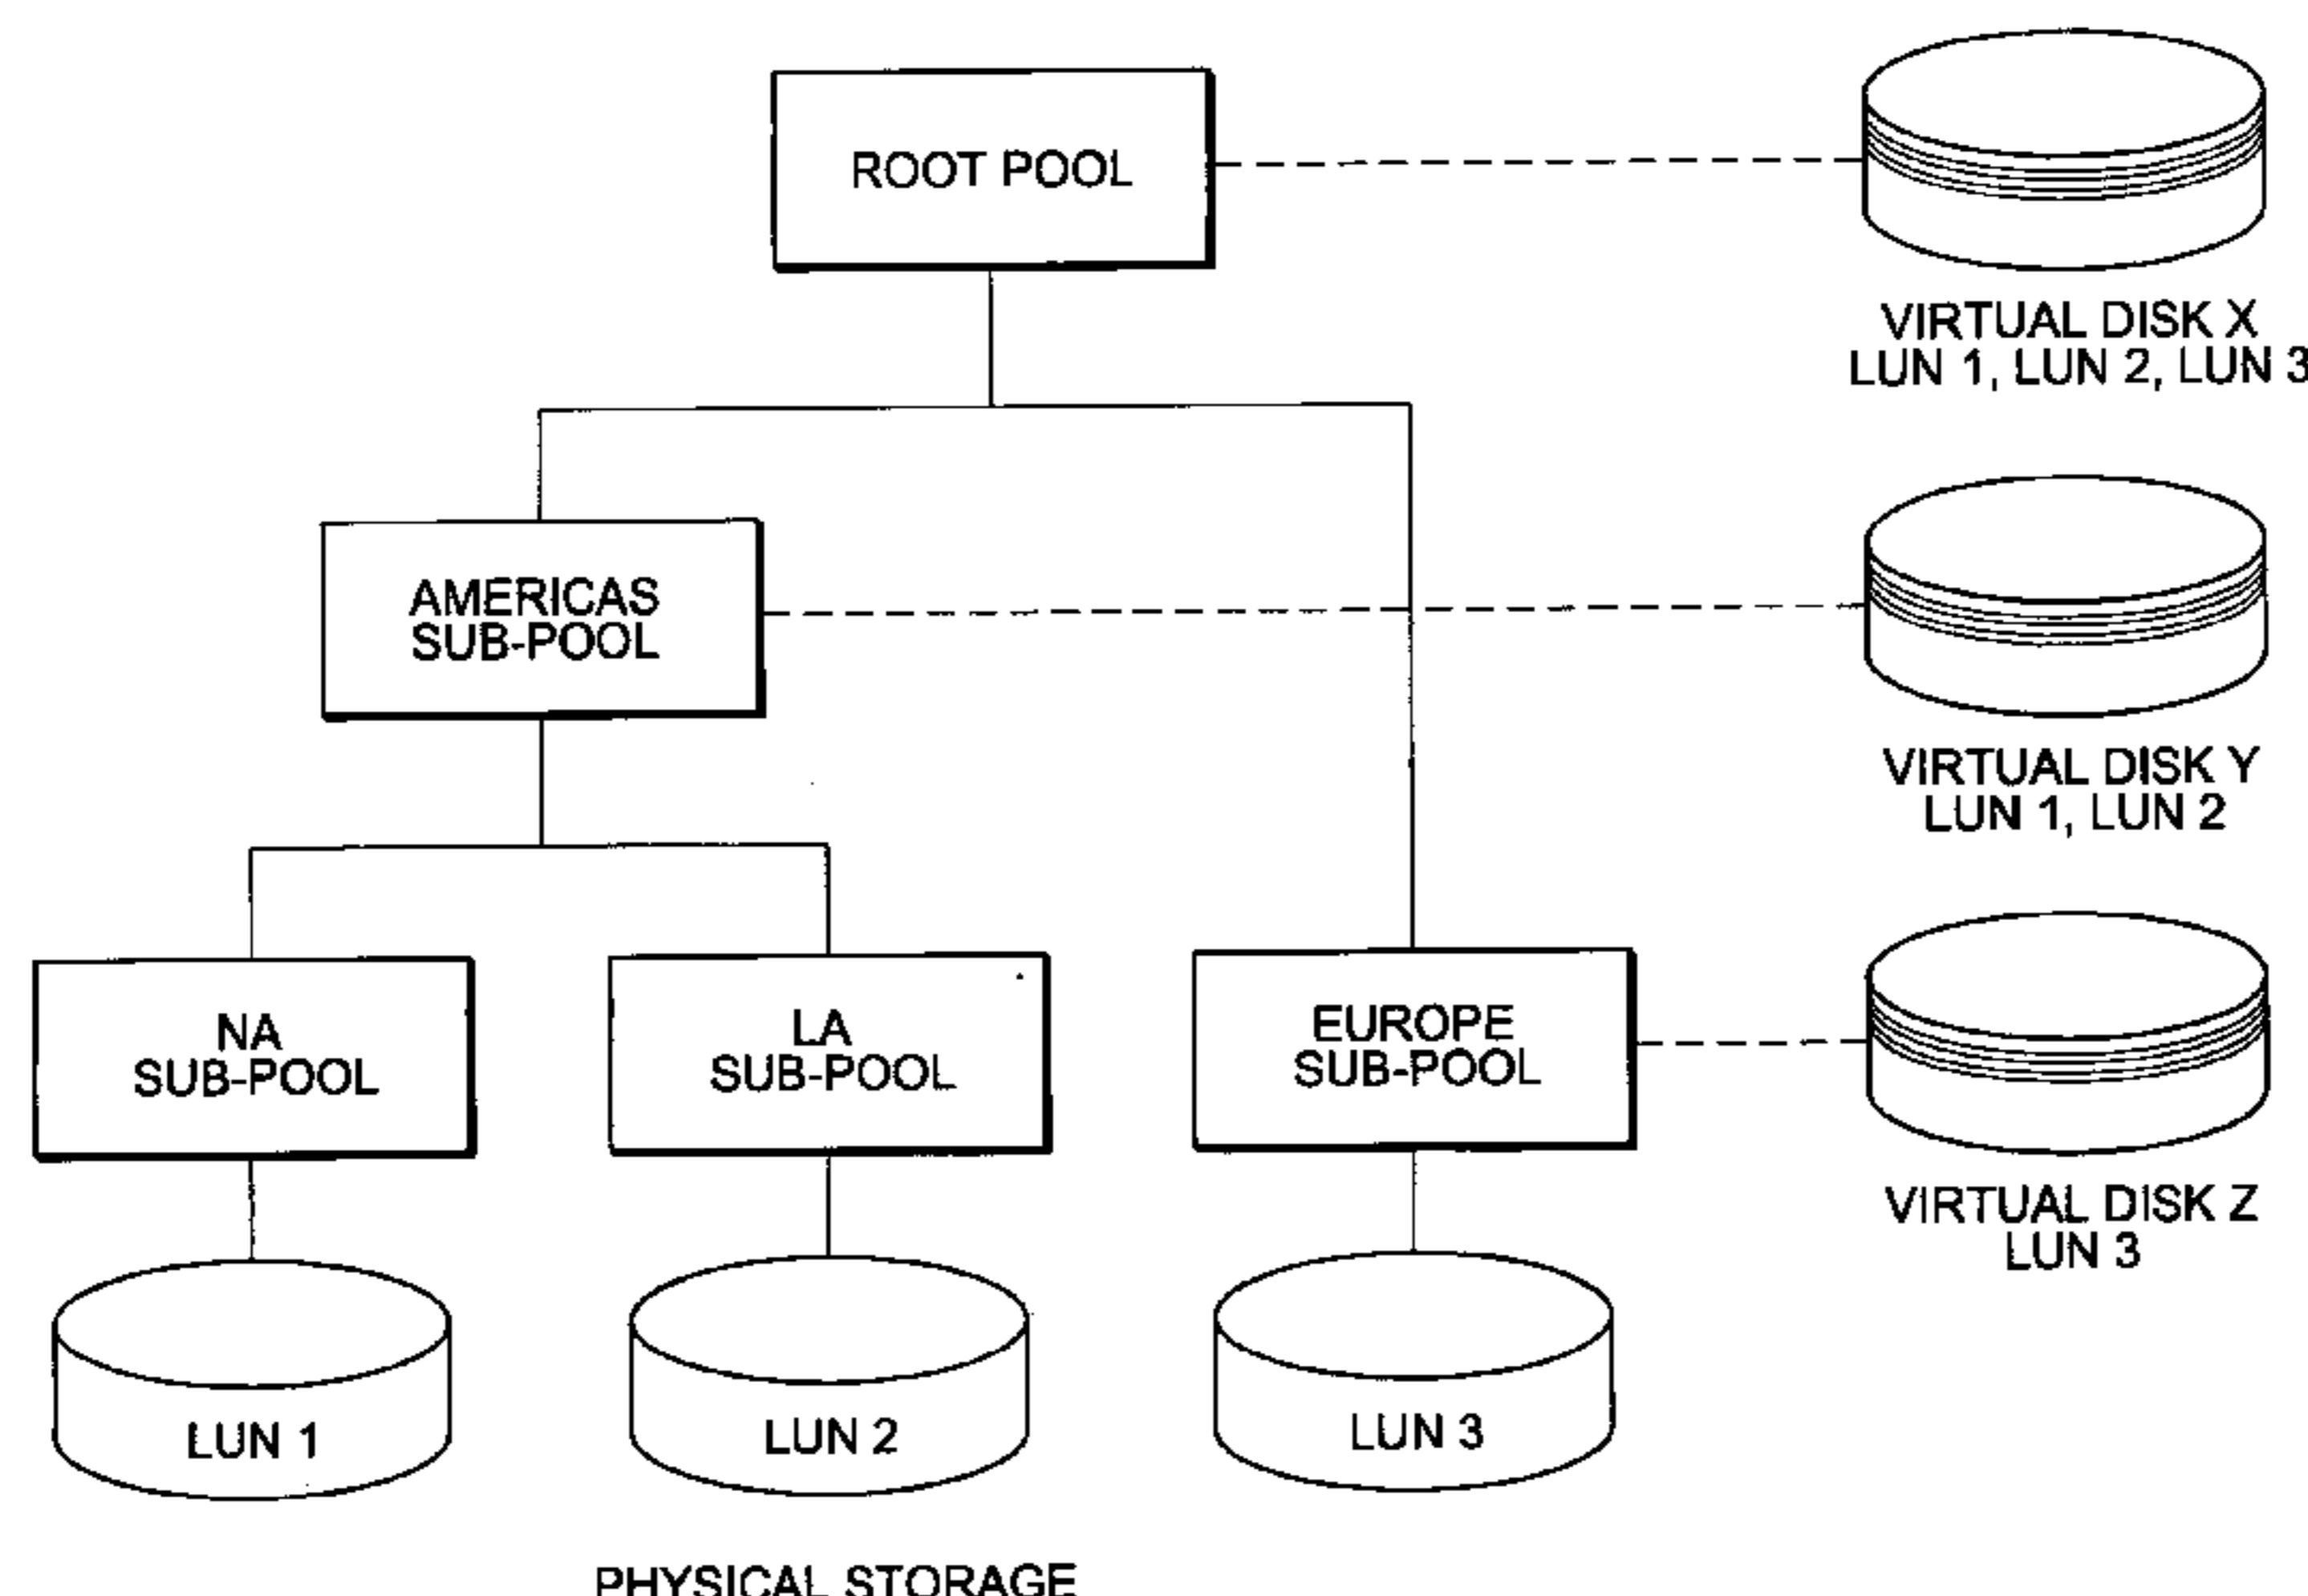 ROOT POOL
VIRTUAL DISK X
LUN 1, LUN 2, LUN 3
AMERICAS
SUB-POOL
VIRTUAL DISK Y
LUN 1, LUN 2
NA
SUB-POOL
LA
SUB-POOL
EUROPE
SUB-POOL
VIRTUAL DISK Z
LUN 3
LUN 1
LUN 2
LUN 3
PHYSICAL STORAGE